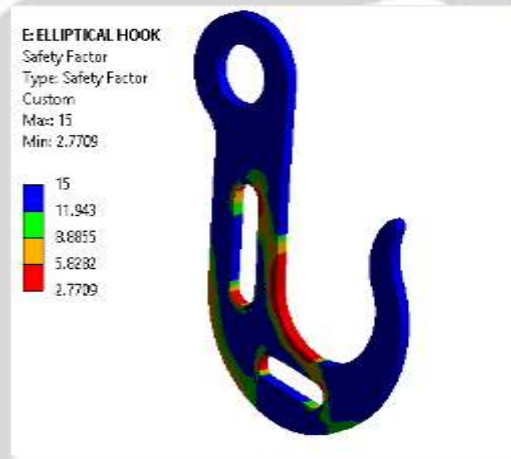 E: ELLIPTICAL HOOK
Safety Factor
Type: Safety Factor
Custom
Max: 15
Min: 2.7709
15
11.943
8.8855
5.8282
2.7709